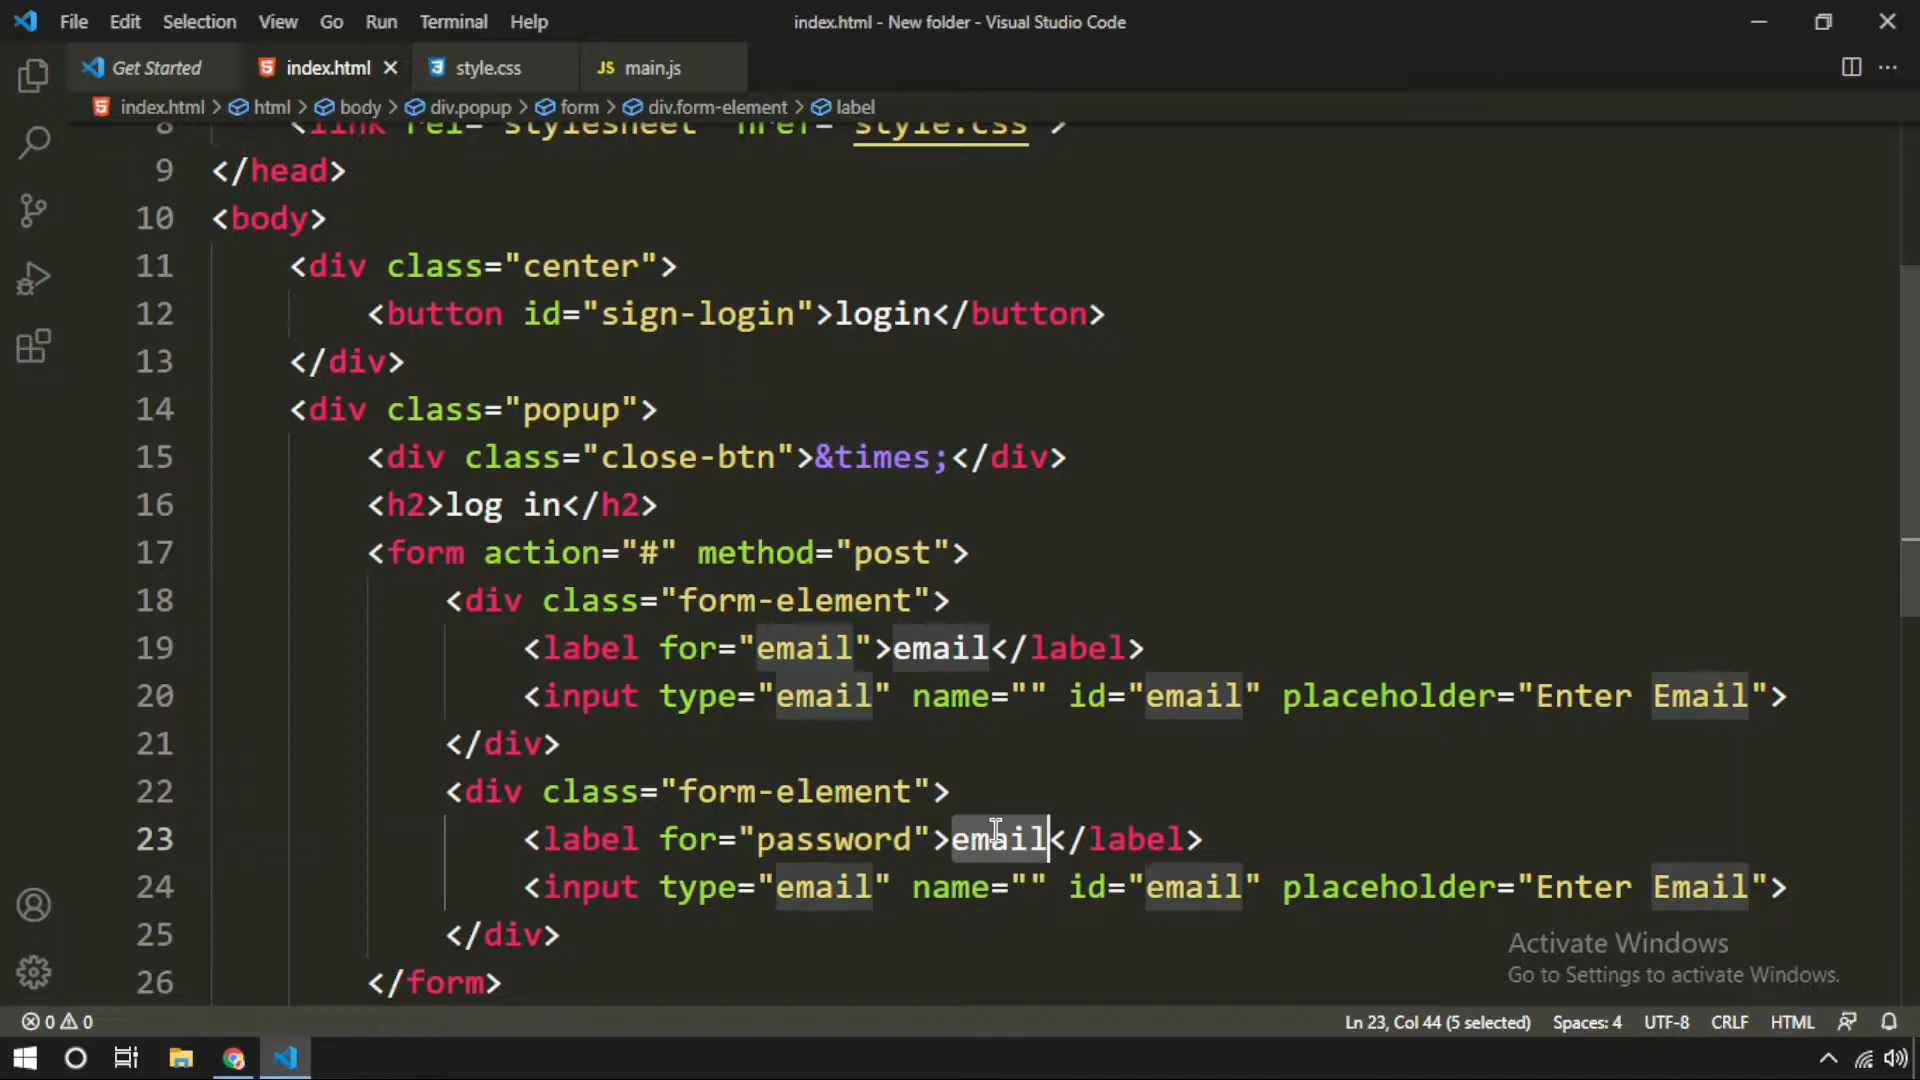 File Edit Selection View Go Run Terminal Help index.html - New folder - Visual Studio Code
Get Started index.html style.css JS main.js
index.html > html > body > div.popup > form > div.form-element > label
8 <link rel="stylesheet" href="style.css">
9 </head>
10 <body>
11 <div class="center">
12 <button id="sign-login">login</button>
13 </div>
14 <div class="popup">
15 <div class="close-btn">&times;</div>
16 <h2>log in</h2>
17 <form action="#" method="post">
18 <div class="form-element">
19 <label for="email">email</label>
20 <input type="email" name="" id="email" placeholder="Enter Email">
21 </div>
22 <div class="form-element">
23 <label for="password">email</label>
24 <input type="email" name="" id="email" placeholder="Enter Email">
25 </div>
26 </form>
Activate Windows
Go to Settings to activate Windows.
0 0 Ln 23, Col 44 (5 selected) Spaces: 4 UTF-8 CRLF HTML